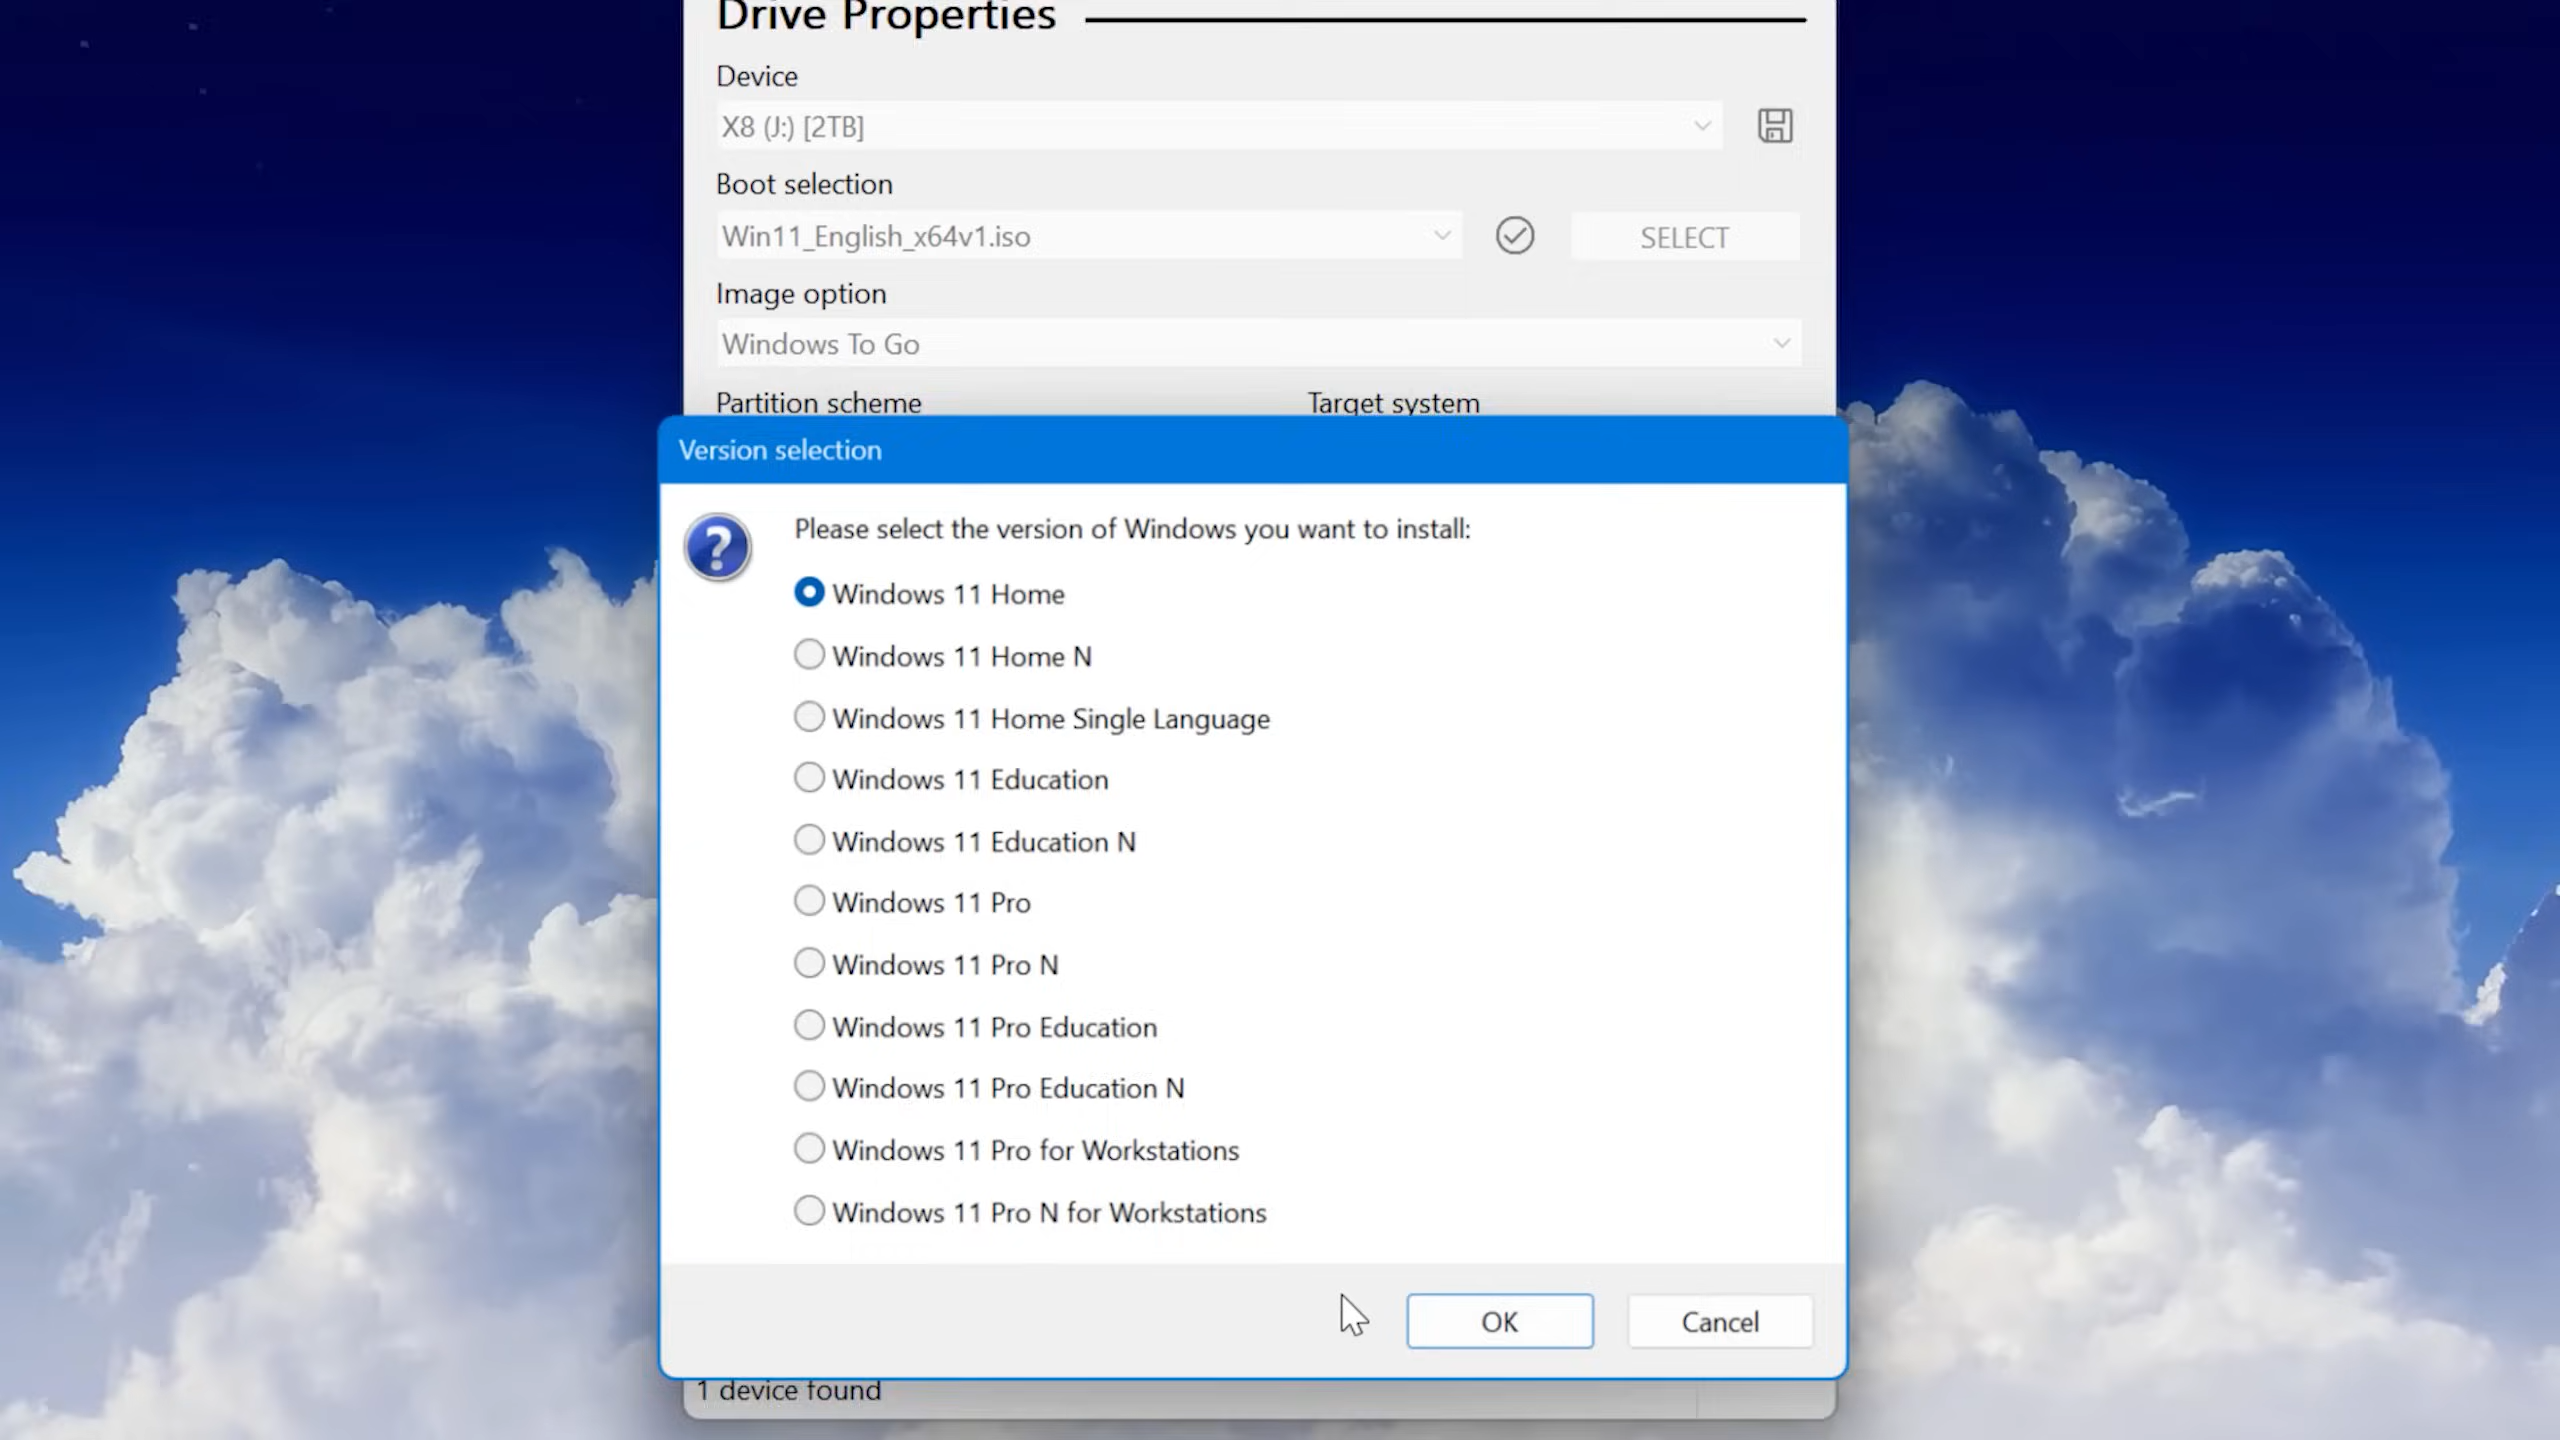 Drive Properties
Device
X8 (J:) [2TB]
Boot selection
Win11_English_x64v1.iso
SELECT
Image option
Windows To Go
Partition scheme
Target system
Version selection
Please select the version of Windows you want to install:
Windows 11 Home
Windows 11 Home N
Windows 11 Home Single Language
Windows 11 Education
Windows 11 Education N
Windows 11 Pro
Windows 11 Pro N
Windows 11 Pro Education
Windows 11 Pro Education N
Windows 11 Pro for Workstations
Windows 11 Pro N for Workstations
OK
Cancel
1 device found